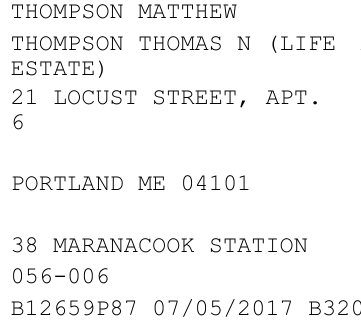 THOMPSON MATTHEW
THOMPSON THOMAS N (LIFE
ESTATE)
21 LOCUST STREET, APT.
6
PORTLAND ME 04101
38 MARANACOOK STATION
056-006
B12659P87 07/05/2017 B320